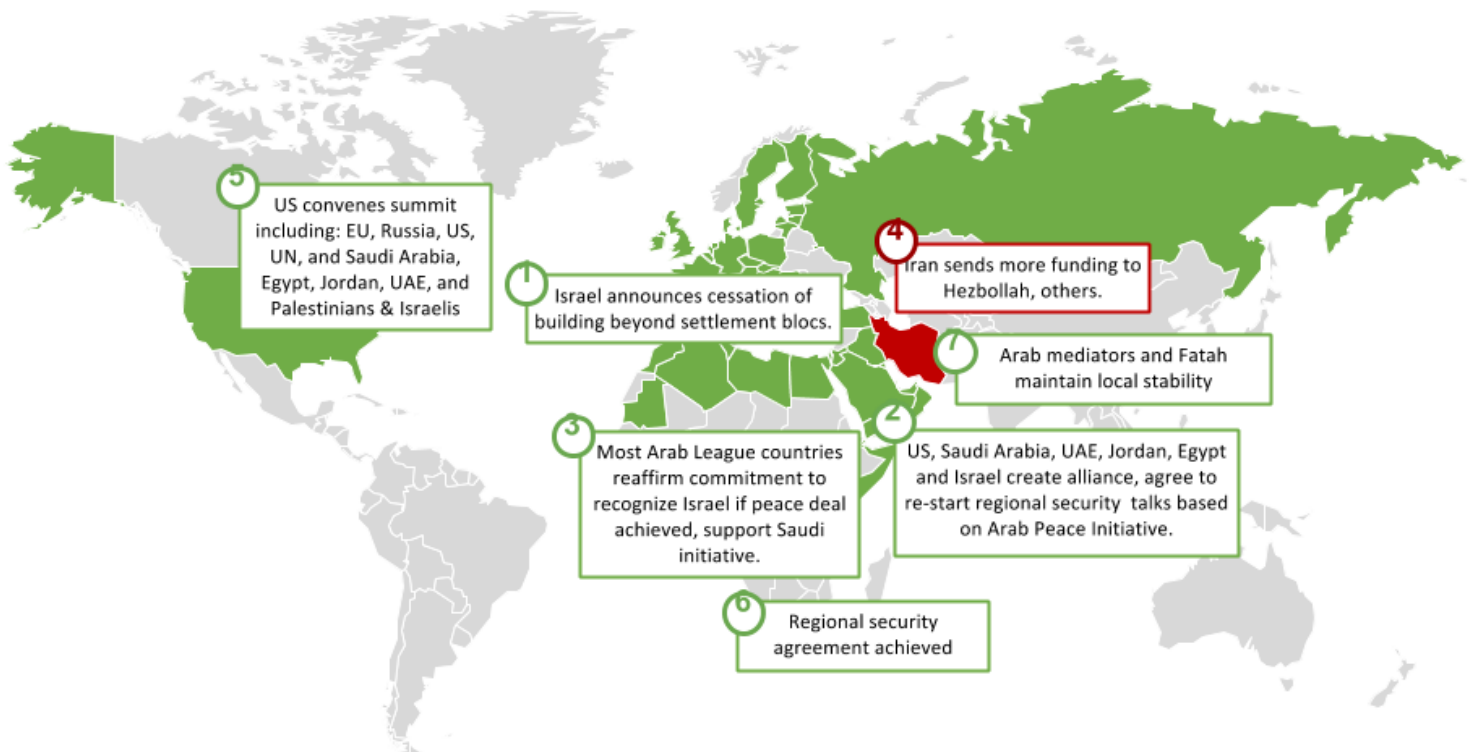 5
US convenes summit
including: EU, Russia, US,
UN, and Saudi Arabia,
Egypt, Jordan, UAE, and
Palestinians & Israelis
1
Israel announces cessation of
building beyond settlement blocs.
4
Iran sends more funding to
Hezbollah, others.
7
Arab mediators and Fatah
maintain local stability
3
Most Arab League countries
reaffirm commitment to
recognize Israel if peace deal
achieved, support Saudi
initiative.
2
US, Saudi Arabia, UAE, Jordan, Egypt
and Israel create alliance, agree to
re-start regional security talks based
on Arab Peace Initiative.
6
Regional security
agreement achieved